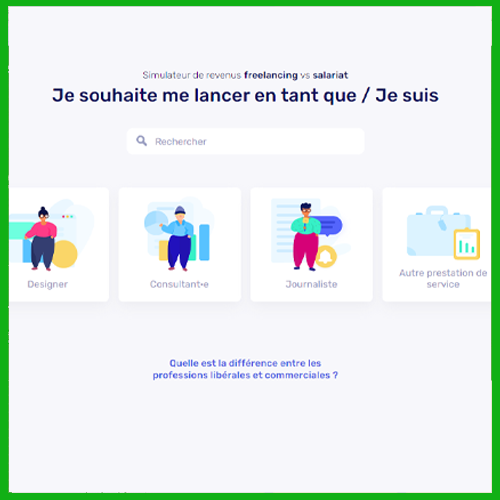 Simulateur de revenus freelancing vs salariat
Je souhaite me lancer en tant que / Je suis
Rechercher
Designer
Consultant•e
Journaliste
Autre prestation de
service
Quelle est la différence entre les
professions libérales et commerciales ?